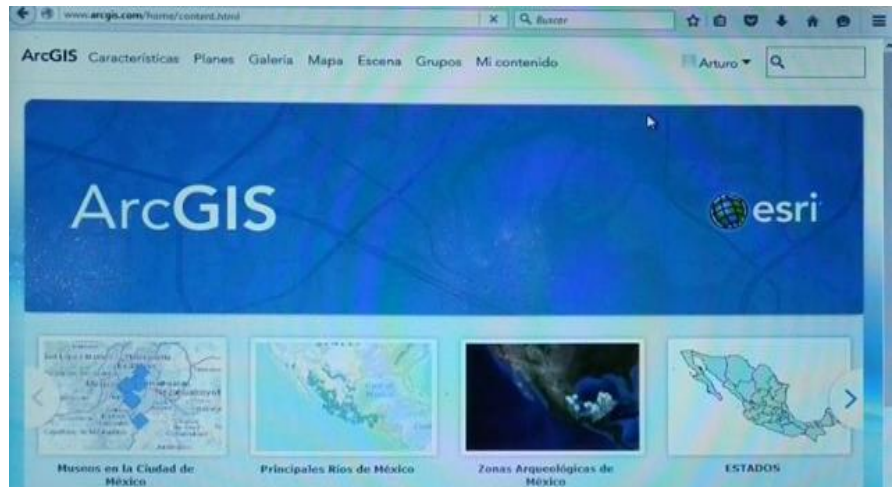 www.arcgis.com/home/content.html
Buscar
ArcGIS Características Planes Galería Mapa Escena Grupos Mi contenido
Arturo
ArcGIS
esri
Museos en la Ciudad de
México
Principales Ríos de México
Zonas Arqueológicas de
México
ESTADOS